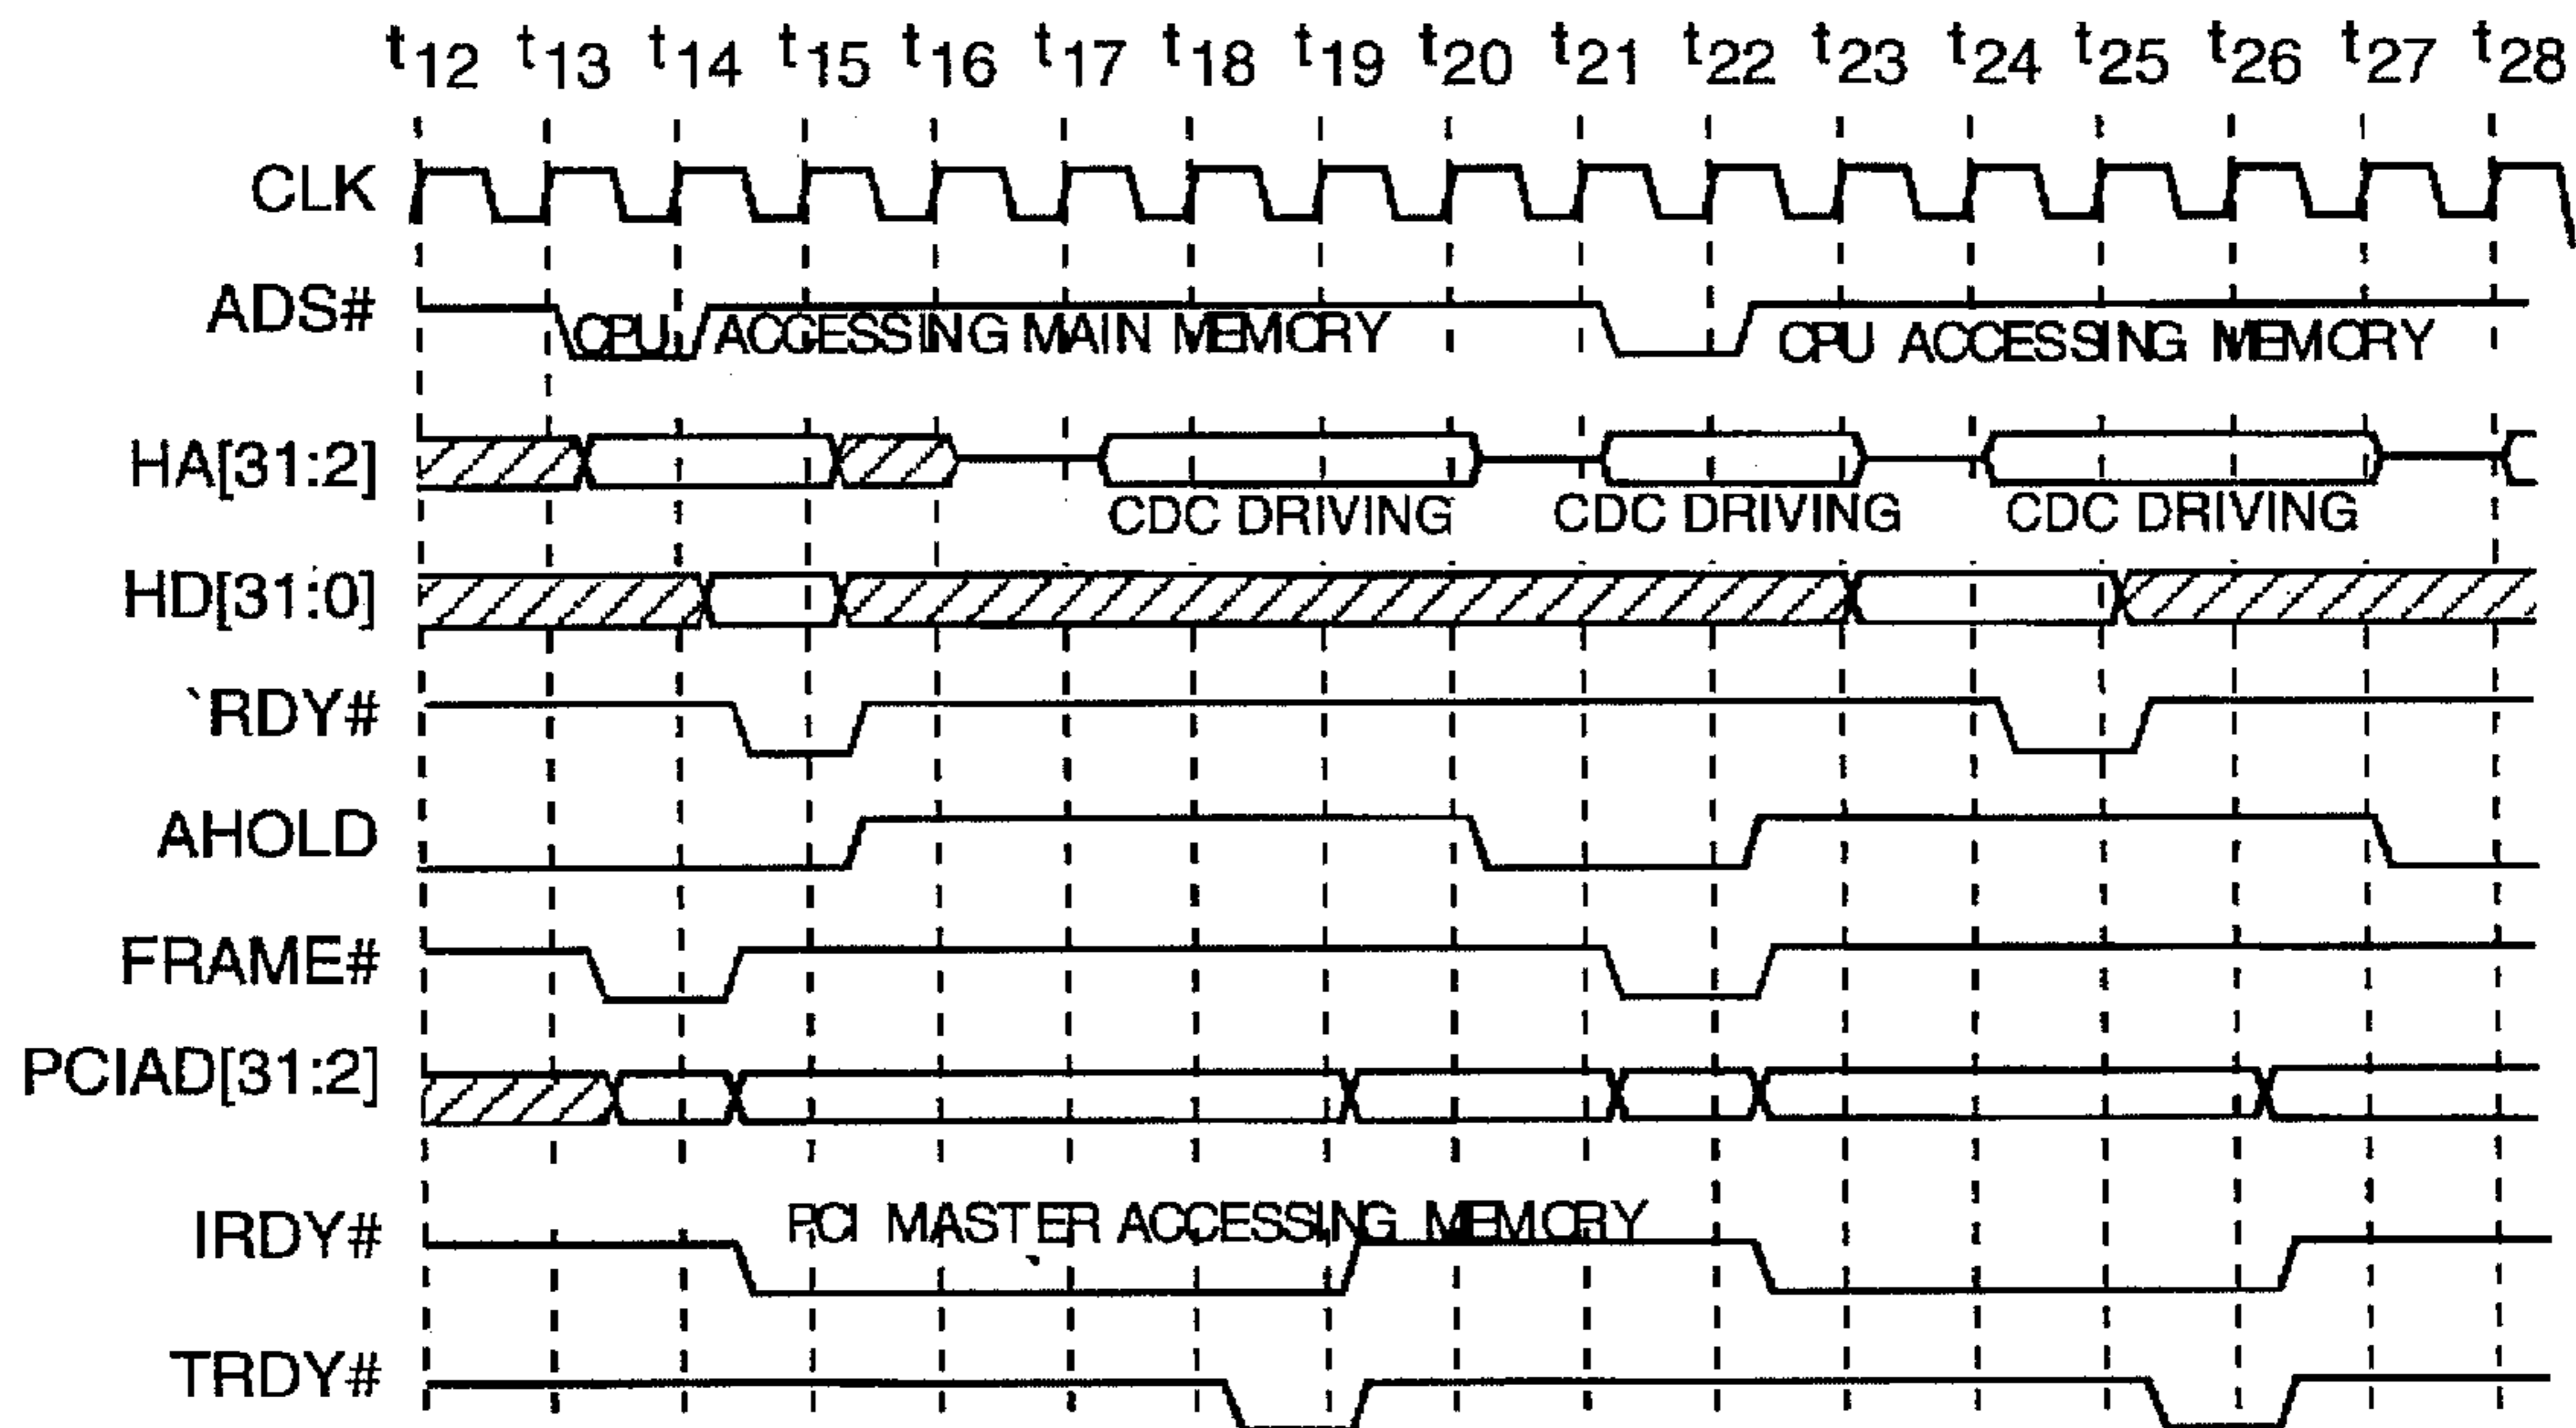 t12 t13 t14 t15 t16 t17 t18 t19 t20 t21 t22 t23 t24 t25 t26 t27 t28
CLK
ADS#
CPU ACCESSING MAIN MEMORY
CPU ACCESSING MEMORY
HA[31:2]
CDC DRIVING
CDC DRIVING
CDC DRIVING
HD[31:0]
`RDY#
AHOLD
FRAME#
PCIAD[31:2]
IRDY#
PCI MASTER ACCESSING MEMORY
TRDY#